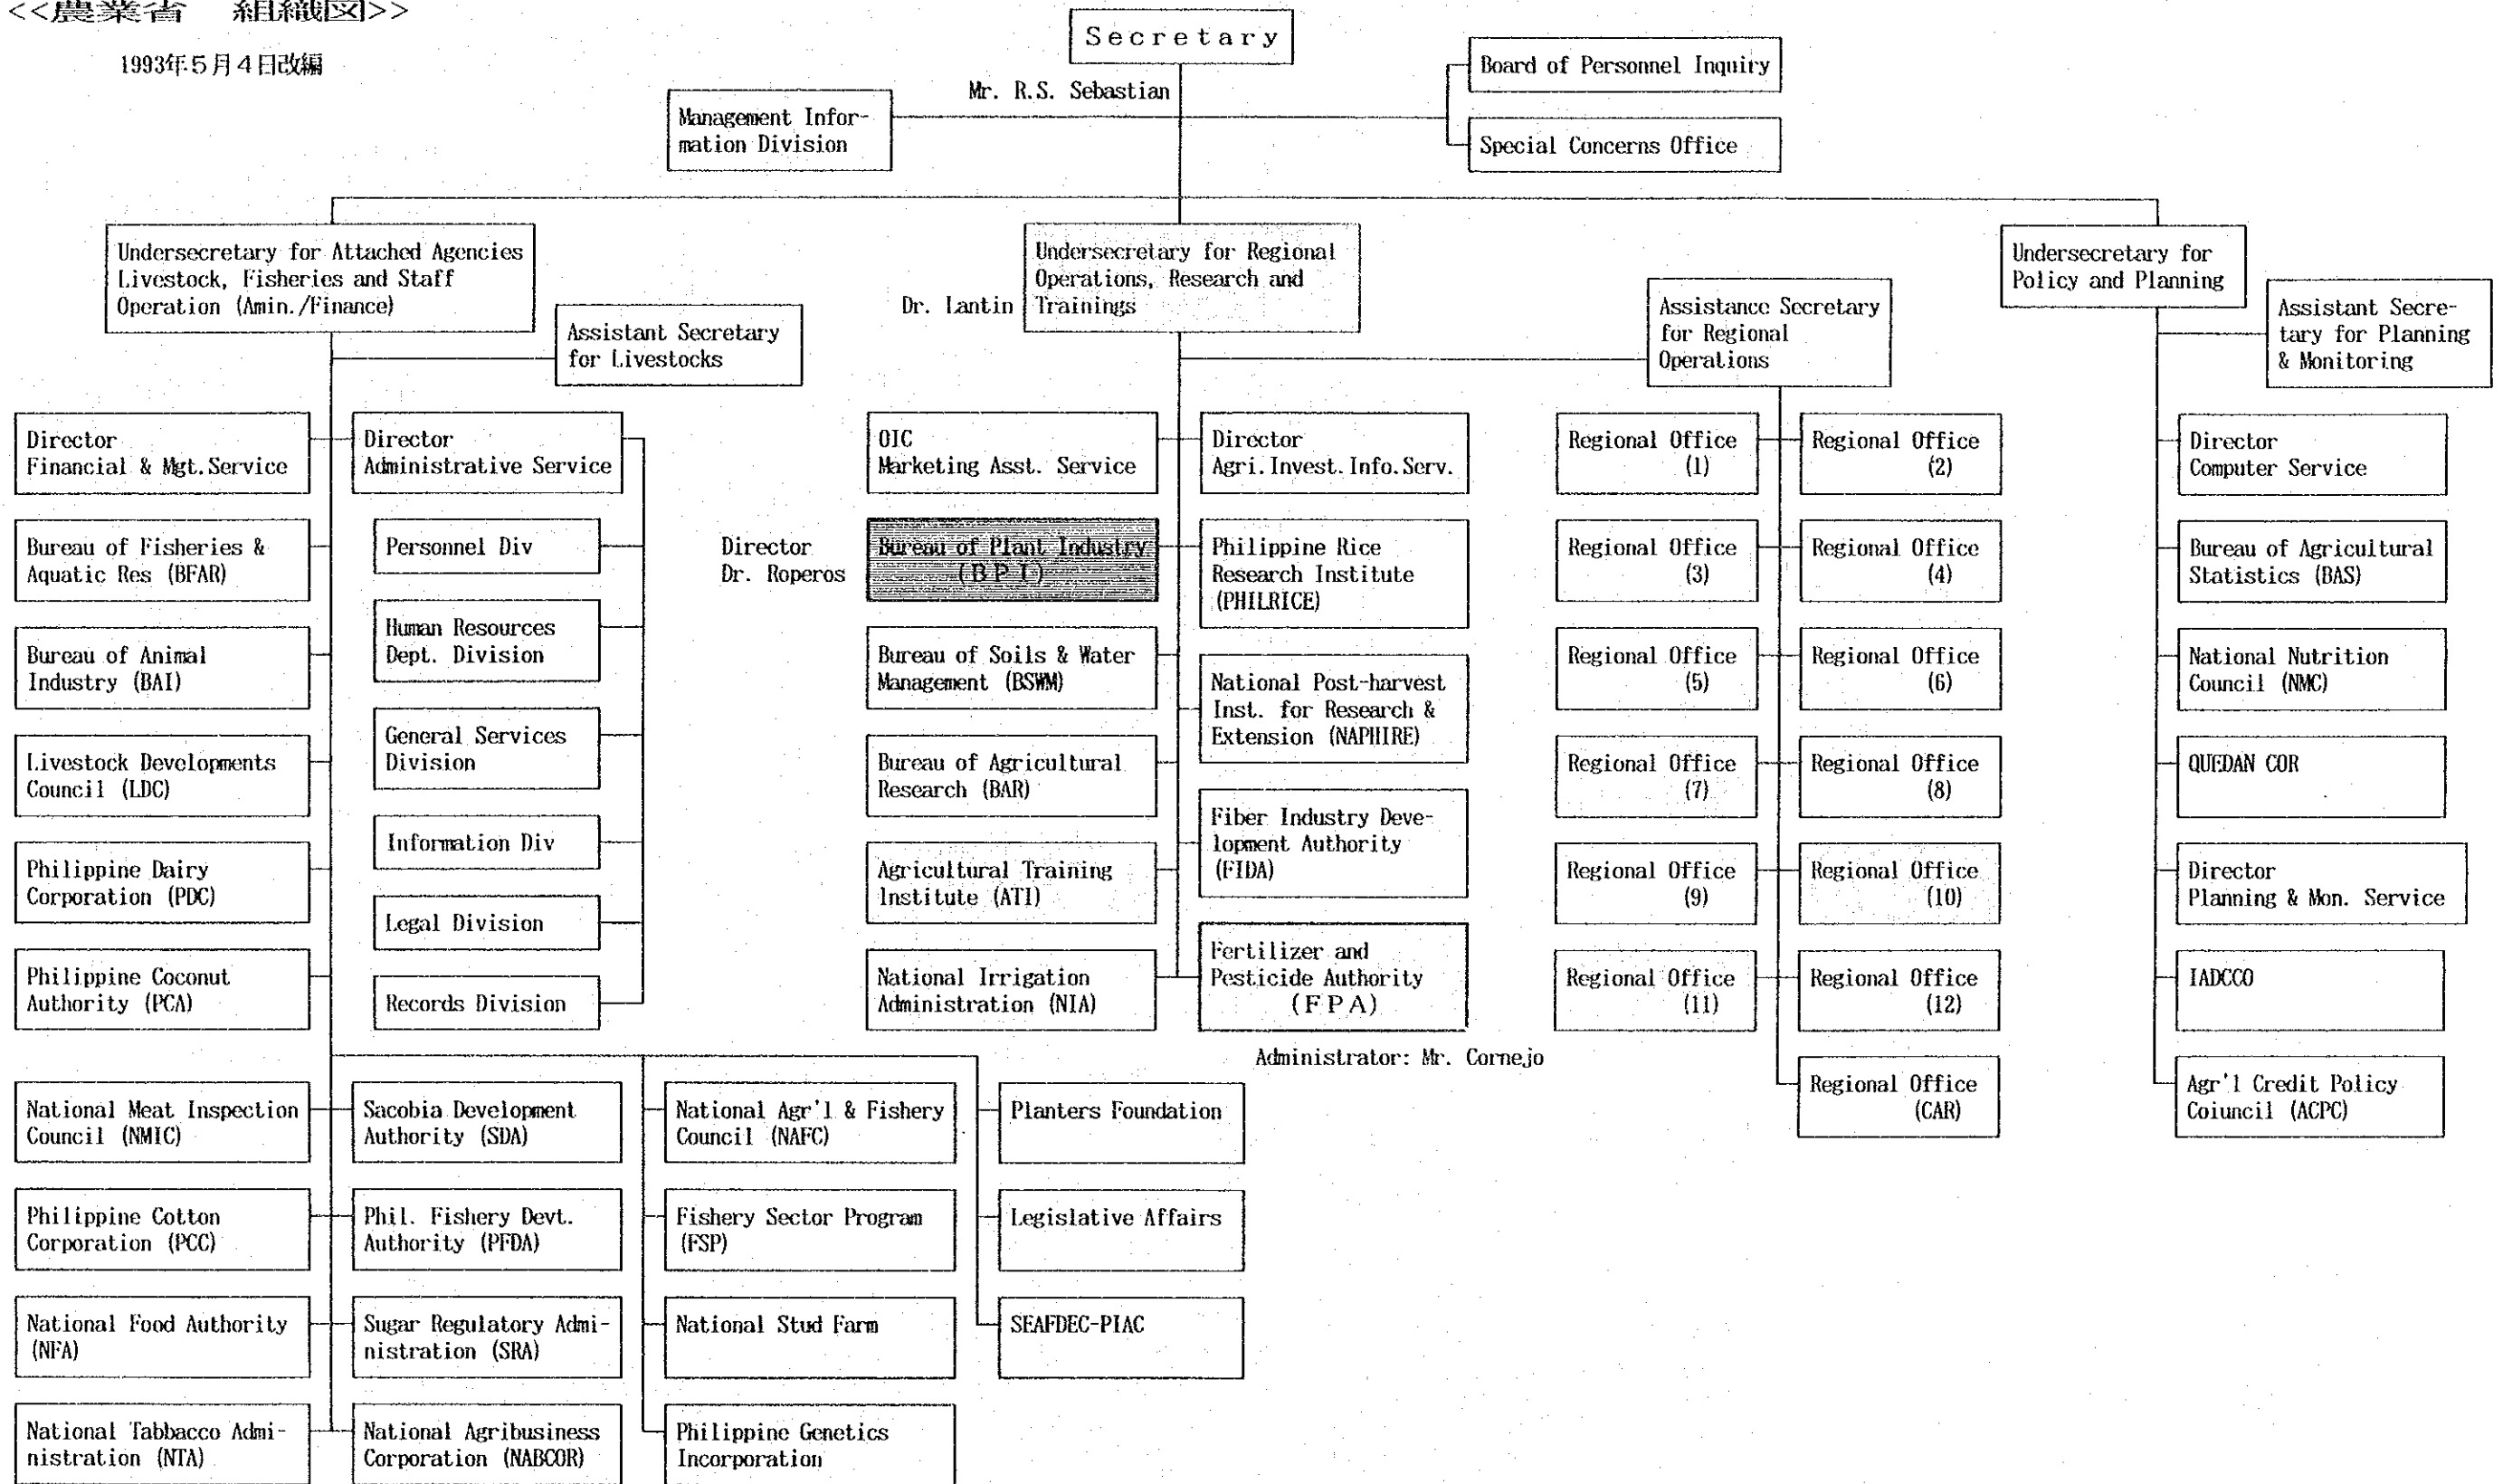 <<農業省 組織図>>
1993年5月4日改編
Secretary
Mr. R.S. Sebastian
Board of Personnel Inquiry
Management Infor-
mation Division
Special Concerns Office
Undersecretary for Attached Agencies
Livestock, Fisheries and Staff
Operation (Amin./Finance)
Assistant Secretary
for Livestocks
Undersecretary for Regional
Operations, Research and
Trainings
Dr. Lantin
Assistance Secretary
for Regional
Operations
Undersecretary for
Policy and Planning
Assistant Secre-
tary for Planning
& Monitoring
Director
Financial & Mgt.Service
Director
Administrative Service
Bureau of Fisheries &
Aquatic Res (BFAR)
Personnel Div
Bureau of Animal
Industry (BAI)
Human Resources
Dept. Division
Livestock Developments
Council (LDC)
General Services
Division
Philippine Dairy
Corporation (PDC)
Information Div
Legal Division
Philippine Coconut
Authority (PCA)
Records Division
OIC
Marketing Asst. Service
Director
Agri.Invest.Info.Serv.
Director
Dr. Roperos
Bureau of Plant Industry
(BPI)
Philippine Rice
Research Institute
(PHILRICE)
Bureau of Soils & Water
Management (BSWM)
National Post-harvest
Inst. for Research &
Extension (NAPHIRE)
Bureau of Agricultural
Research (BAR)
Fiber Industry Deve-
lopment Authority
(FIDA)
Agricultural Training
Institute (ATI)
National Irrigation
Administration (NIA)
Fertilizer and
Pesticide Authority
(FPA)
Administrator: Mr. Cornejo
Regional Office
(1)
Regional Office
(2)
Regional Office
(3)
Regional Office
(4)
Regional Office
(5)
Regional Office
(6)
Regional Office
(7)
Regional Office
(8)
Regional Office
(9)
Regional Office
(10)
Regional Office
(11)
Regional Office
(12)
Regional Office
(CAR)
Director
Computer Service
Bureau of Agricultural
Statistics (BAS)
National Nutrition
Council (NMC)
QUEDAN COR
Director
Planning & Mon. Service
IADCCO
Agr'l Credit Policy
Coiuncil (ACPC)
National Meat Inspection
Council (NMIC)
Sacobia Development
Authority (SDA)
National Agr'l & Fishery
Council (NAFC)
Planters Foundation
Philippine Cotton
Corporation (PCC)
Phil. Fishery Devt.
Authority (PFDA)
Fishery Sector Program
(FSP)
Legislative Affairs
National Food Authority
(NFA)
Sugar Regulatory Admi-
nistration (SRA)
National Stud Farm
SEAFDEC-PIAC
National Tabbacco Admi-
nistration (NTA)
National Agribusiness
Corporation (NABCOR)
Philippine Genetics
Incorporation